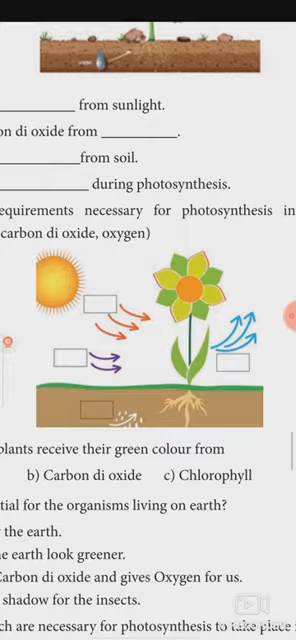 from sunlight.
on di oxide from ____________.
____________from soil.
____________ during photosynthesis.
equirements necessary for photosynthesis in
carbon di oxide, oxygen)
plants receive their green colour from
b) Carbon di oxide c) Chlorophyll
tial for the organisms living on earth?
the earth.
e earth look greener.
Carbon di oxide and gives Oxygen for us.
shadow for the insects.
ch are necessary for photosynthesis to take place